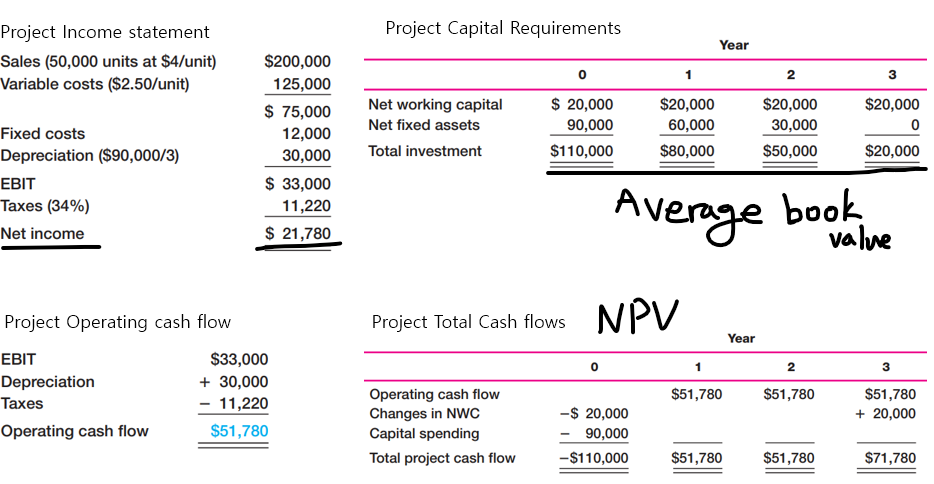 Project Income statement
Sales (50,000 units at $4/unit) $200,000
Variable costs ($2.50/unit) 125,000
$ 75,000
Fixed costs 12,000
Depreciation ($90,000/3) 30,000
EBIT $ 33,000
Taxes (34%) 11,220
Net income $ 21,780
Project Capital Requirements
Year
0 1 2 3
Net working capital $ 20,000 $20,000 $20,000 $20,000
Net fixed assets 90,000 60,000 30,000 0
Total investment $110,000 $80,000 $50,000 $20,000
Average book
value
Project Operating cash flow
EBIT $33,000
Depreciation + 30,000
Taxes − 11,220
Operating cash flow $51,780
Project Total Cash flows NPV
Year
0 1 2 3
Operating cash flow $51,780 $51,780 $51,780
Changes in NWC −$ 20,000 + 20,000
Capital spending − 90,000
Total project cash flow −$110,000 $51,780 $51,780 $71,780